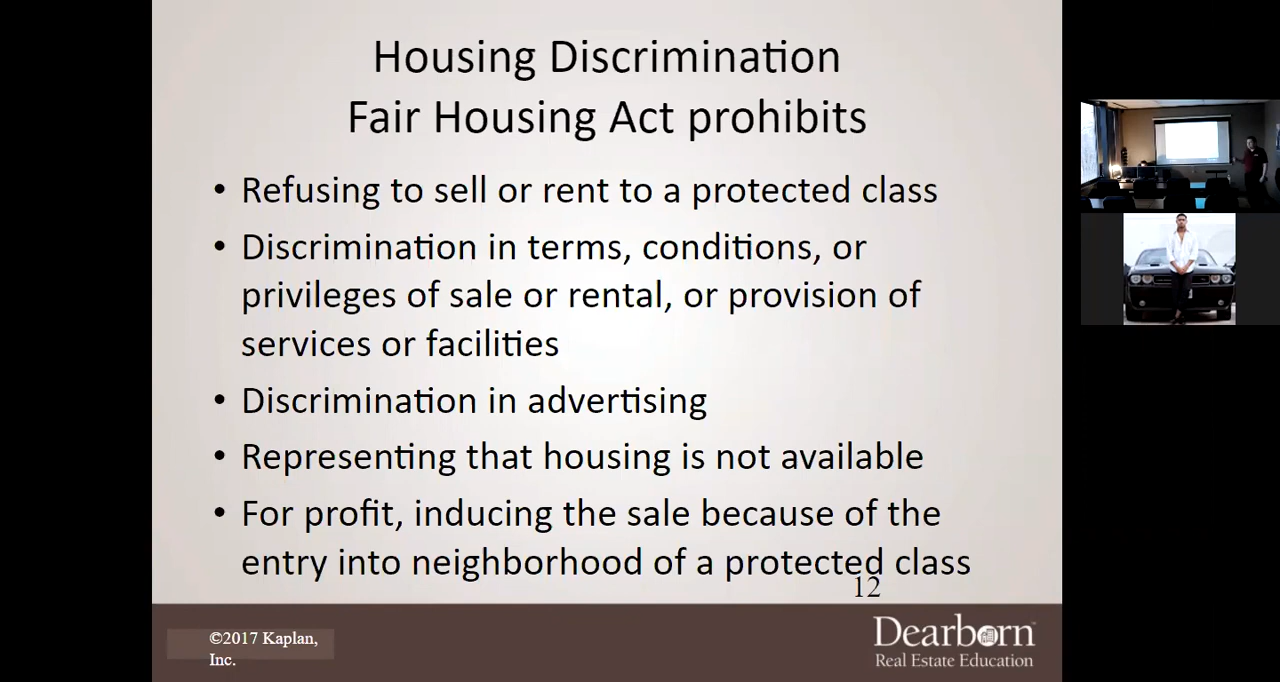 Housing Discrimination
Fair Housing Act prohibits
• Refusing to sell or rent to a protected class
• Discrimination in terms, conditions, or
privileges of sale or rental, or provision of
services or facilities
• Discrimination in advertising
• Representing that housing is not available
• For profit, inducing the sale because of the
entry into neighborhood of a protected class
12
©2017 Kaplan,
Inc.
Dearborn™
Real Estate Education